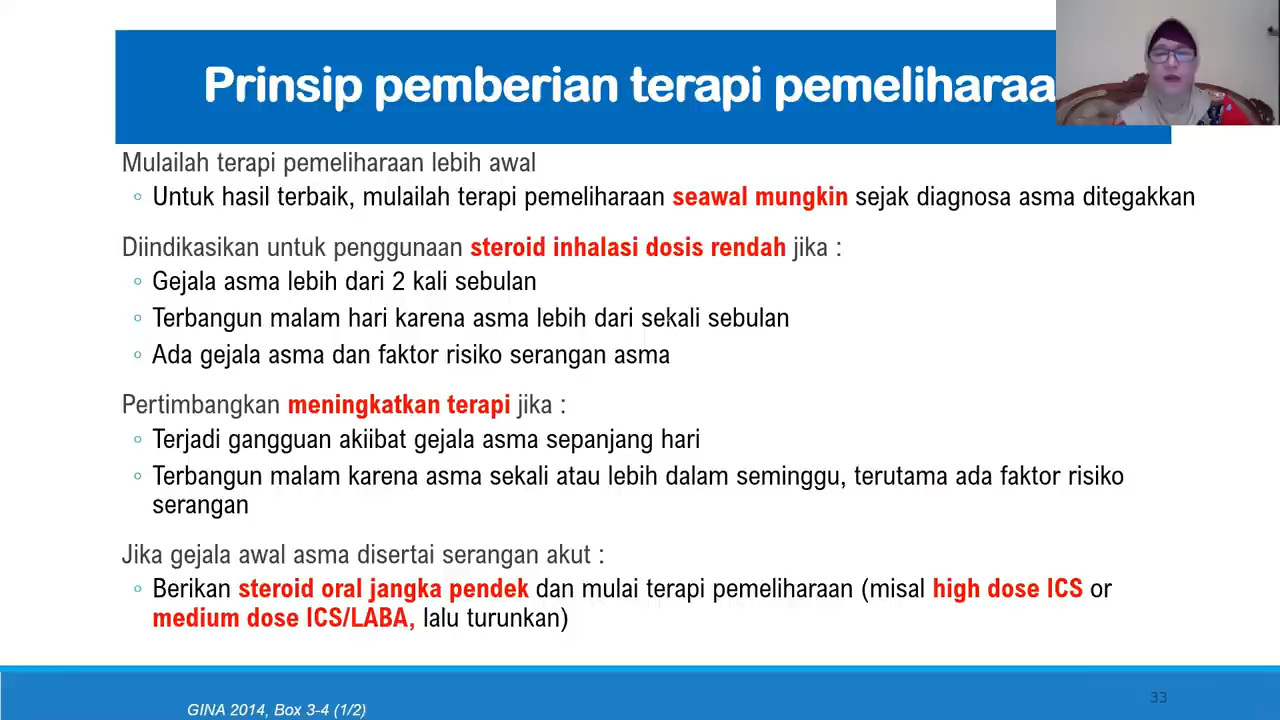 Prinsip pemberian terapi pemeliharaa
Mulailah terapi pemeliharaan lebih awal
◦ Untuk hasil terbaik, mulailah terapi pemeliharaan seawal mungkin sejak diagnosa asma ditegakkan
Diindikasikan untuk penggunaan steroid inhalasi dosis rendah jika :
◦ Gejala asma lebih dari 2 kali sebulan
◦ Terbangun malam hari karena asma lebih dari sekali sebulan
◦ Ada gejala asma dan faktor risiko serangan asma
Pertimbangkan meningkatkan terapi jika :
◦ Terjadi gangguan akiibat gejala asma sepanjang hari
◦ Terbangun malam karena asma sekali atau lebih dalam seminggu, terutama ada faktor risiko
serangan
Jika gejala awal asma disertai serangan akut :
◦ Berikan steroid oral jangka pendek dan mulai terapi pemeliharaan (misal high dose ICS or
medium dose ICS/LABA, lalu turunkan)
GINA 2014, Box 3-4 (1/2)
33